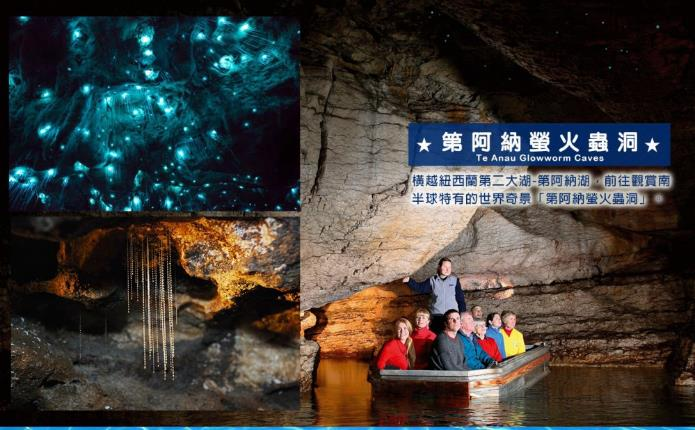 ★ 第阿納螢火蟲洞 ★
Te Anau Glowworm Caves
橫越紐西蘭第二大湖-第阿納湖，前往觀賞南
半球特有的世界奇景「第阿納螢火蟲洞」。